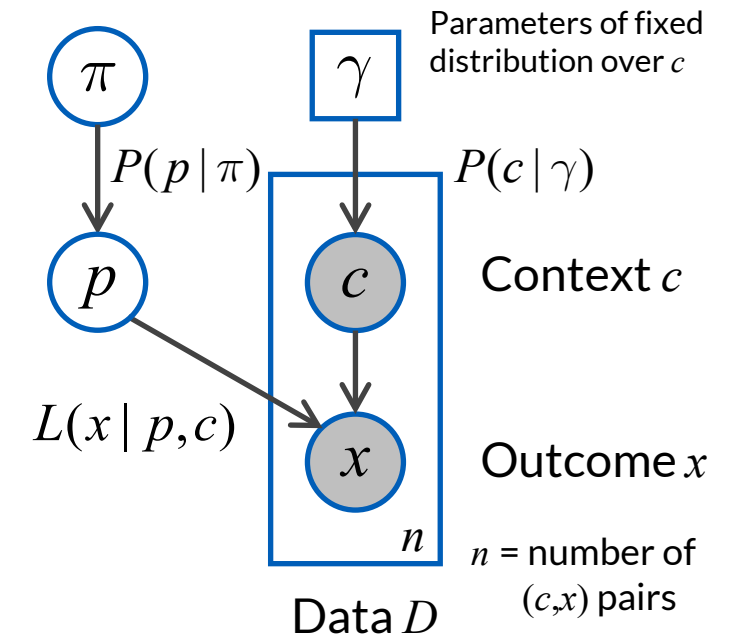 Parameters of fixed
distribution over c
π
γ
P(p|π)
P(c|γ)
p
c
Context c
L(x|p,c)
x
Outcome x
n
n = number of
(c,x) pairs
Data D